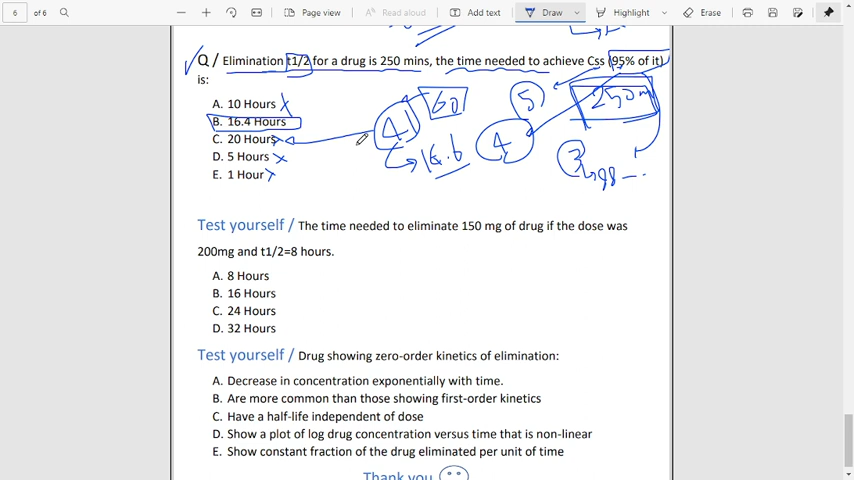 6 of 6 Page view Read aloud Add text Draw Highlight Erase
Q / Elimination t1/2 for a drug is 250 mins, the time needed to achieve Css (95% of it)
is:
A. 10 Hours
B. 16.4 Hours
C. 20 Hours
D. 5 Hours
E. 1 Hour
60
5
250 m
4
16.6
4
3
98
Test yourself / The time needed to eliminate 150 mg of drug if the dose was
200mg and t1/2=8 hours.
A. 8 Hours
B. 16 Hours
C. 24 Hours
D. 32 Hours
Test yourself / Drug showing zero-order kinetics of elimination:
A. Decrease in concentration exponentially with time.
B. Are more common than those showing first-order kinetics
C. Have a half-life independent of dose
D. Show a plot of log drug concentration versus time that is non-linear
E. Show constant fraction of the drug eliminated per unit of time
Thank you